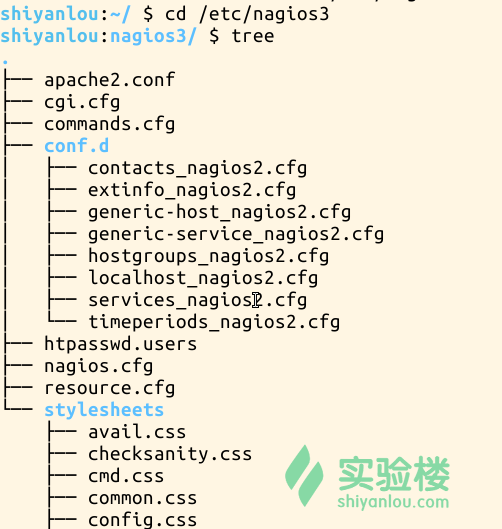 shiyanlou:~/ $ cd /etc/nagios3
shiyanlou:nagios3/ $ tree
.
├── apache2.conf
├── cgi.cfg
├── commands.cfg
├── conf.d
│   ├── contacts_nagios2.cfg
│   ├── extinfo_nagios2.cfg
│   ├── generic-host_nagios2.cfg
│   ├── generic-service_nagios2.cfg
│   ├── hostgroups_nagios2.cfg
│   ├── localhost_nagios2.cfg
│   ├── services_nagios2.cfg
│   └── timeperiods_nagios2.cfg
├── htpasswd.users
├── nagios.cfg
├── resource.cfg
└── stylesheets
    ├── avail.css
    ├── checksanity.css
    ├── cmd.css
    ├── common.css
    ├── config.css
实验楼
shiyanlou.com